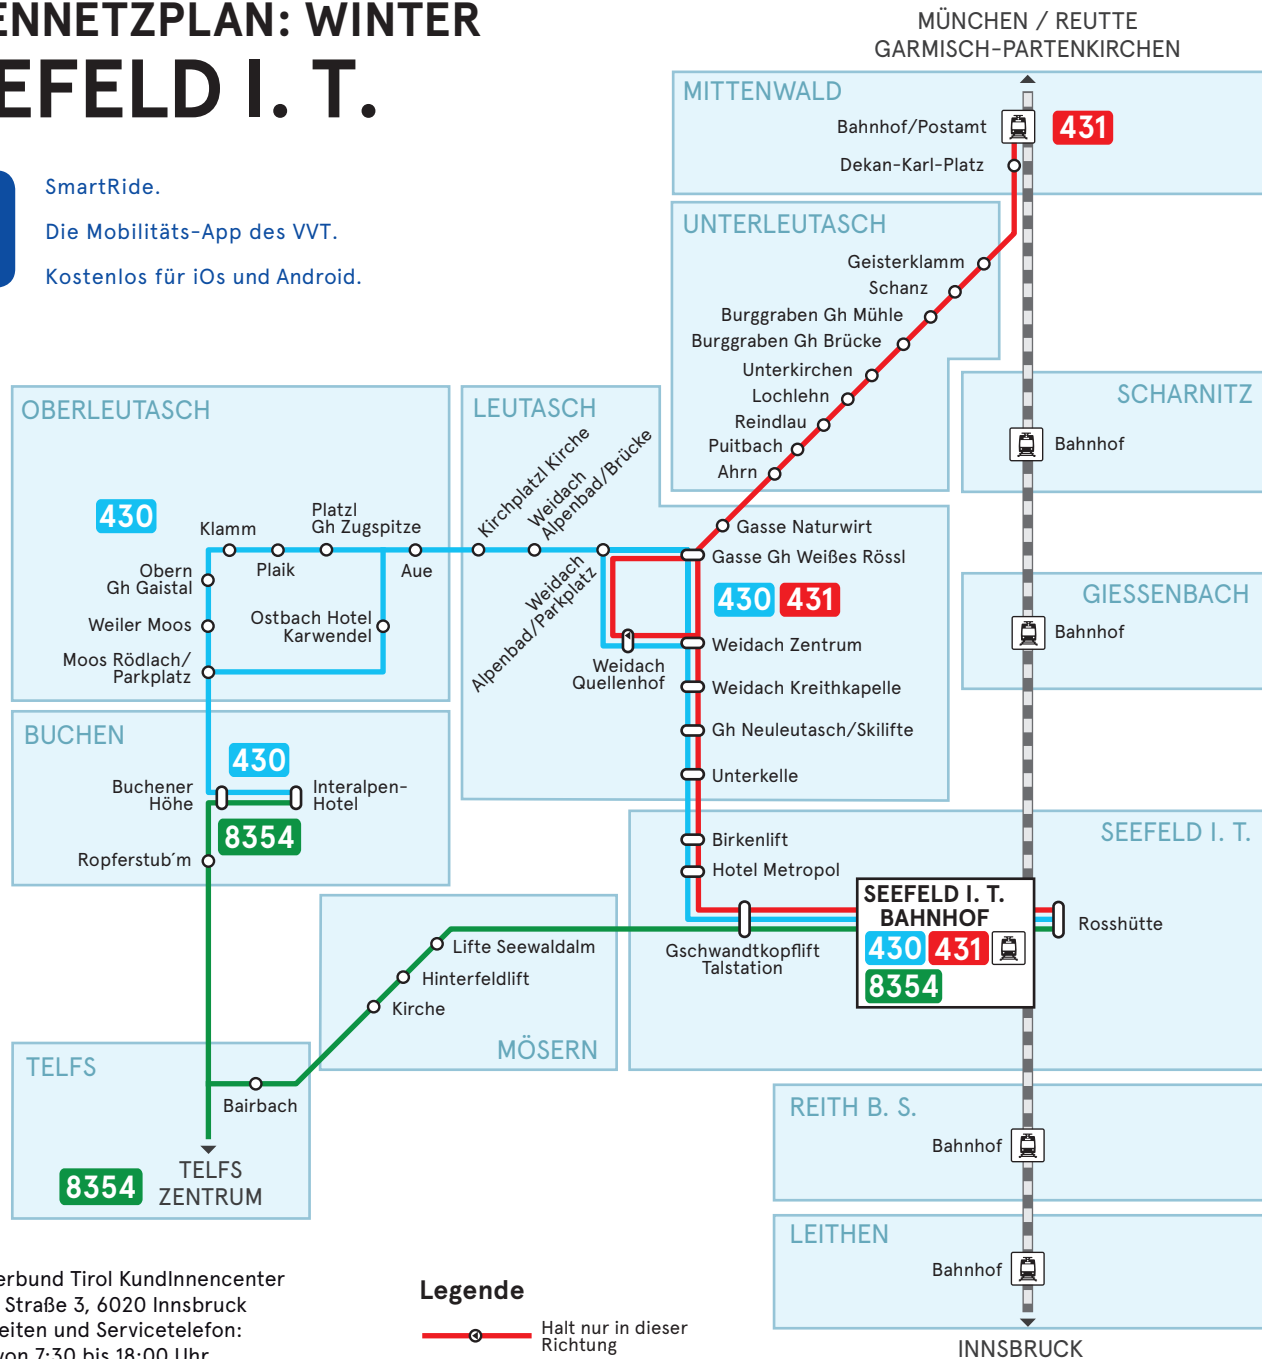 ENNETZPLAN: WINTER
EFELD I. T.
SmartRide.
Die Mobilitäts-App des VVT.
Kostenlos für iOs und Android.
MÜNCHEN / REUTTE
GARMISCH-PARTENKIRCHEN
MITTENWALD
Bahnhof/Postamt
431
Dekan-Karl-Platz
UNTERLEUTASCH
Geisterklamm
Schanz
Burggraben Gh Mühle
Burggraben Gh Brücke
Unterkirchen
Lochlehn
Reindlau
Puitbach
Ahrn
SCHARNITZ
Bahnhof
GIESSENBACH
Bahnhof
OBERLEUTASCH
430
Klamm
Platzl
Gh Zugspitze
Plaik
Aue
Obern
Gh Gaistal
Weiler Moos
Ostbach Hotel
Karwendel
Moos Rödlach/
Parkplatz
LEUTASCH
Kirchplatzl Kirche
Weidach
Alpenbad/Brücke
Weidach
Alpenbad/Parkplatz
Gasse Naturwirt
Gasse Gh Weißes Rössl
430 431
Weidach Zentrum
Weidach
Quellenhof
Weidach Kreithkapelle
Gh Neuleutasch/Skilifte
Unterkelle
BUCHEN
430
Buchener
Höhe
Interalpen-
Hotel
8354
Ropferstub´m
SEEFELD I. T.
Birkenlift
Hotel Metropol
SEEFELD I. T.
BAHNHOF
430 431
8354
Gschwandtkopflift
Talstation
Rosshütte
Lifte Seewaldalm
Hinterfeldlift
Kirche
MÖSERN
TELFS
Bairbach
TELFS
ZENTRUM
8354
REITH B. S.
Bahnhof
LEITHEN
Bahnhof
INNSBRUCK
erbund Tirol KundInnencenter
Straße 3, 6020 Innsbruck
eiten und Servicetelefon:
von 7:30 bis 18:00 Uhr
Legende
Halt nur in dieser
Richtung